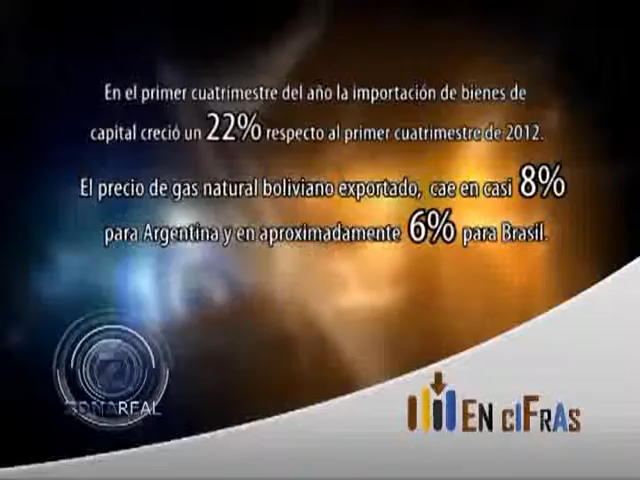 En el primer cuatrimestre del año la importación de bienes de
capital creció un 22% respecto al primer cuatrimestre de 2012.
El precio de gas natural boliviano exportado, cae en casi 8%
para Argentina y en aproximadamente 6% para Brasil.
ZONAREAL
EN CIFRAS